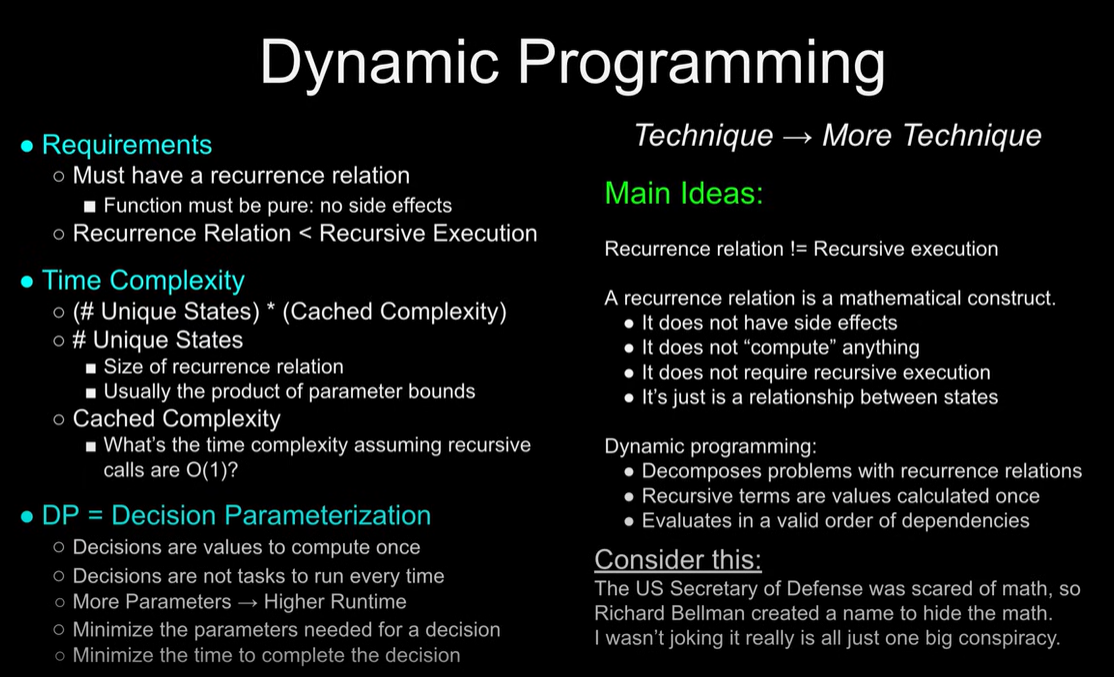 Dynamic Programming
● Requirements
○ Must have a recurrence relation
■ Function must be pure: no side effects
○ Recurrence Relation < Recursive Execution
● Time Complexity
○ (# Unique States) * (Cached Complexity)
○ # Unique States
■ Size of recurrence relation
■ Usually the product of parameter bounds
○ Cached Complexity
■ What's the time complexity assuming recursive
calls are O(1)?
● DP = Decision Parameterization
○ Decisions are values to compute once
○ Decisions are not tasks to run every time
○ More Parameters → Higher Runtime
○ Minimize the parameters needed for a decision
○ Minimize the time to complete the decision
Technique → More Technique
Main Ideas:
Recurrence relation != Recursive execution
A recurrence relation is a mathematical construct.
● It does not have side effects
● It does not “compute” anything
● It does not require recursive execution
● It's just is a relationship between states
Dynamic programming:
● Decomposes problems with recurrence relations
● Recursive terms are values calculated once
● Evaluates in a valid order of dependencies
Consider this:
The US Secretary of Defense was scared of math, so
Richard Bellman created a name to hide the math.
I wasn't joking it really is all just one big conspiracy.